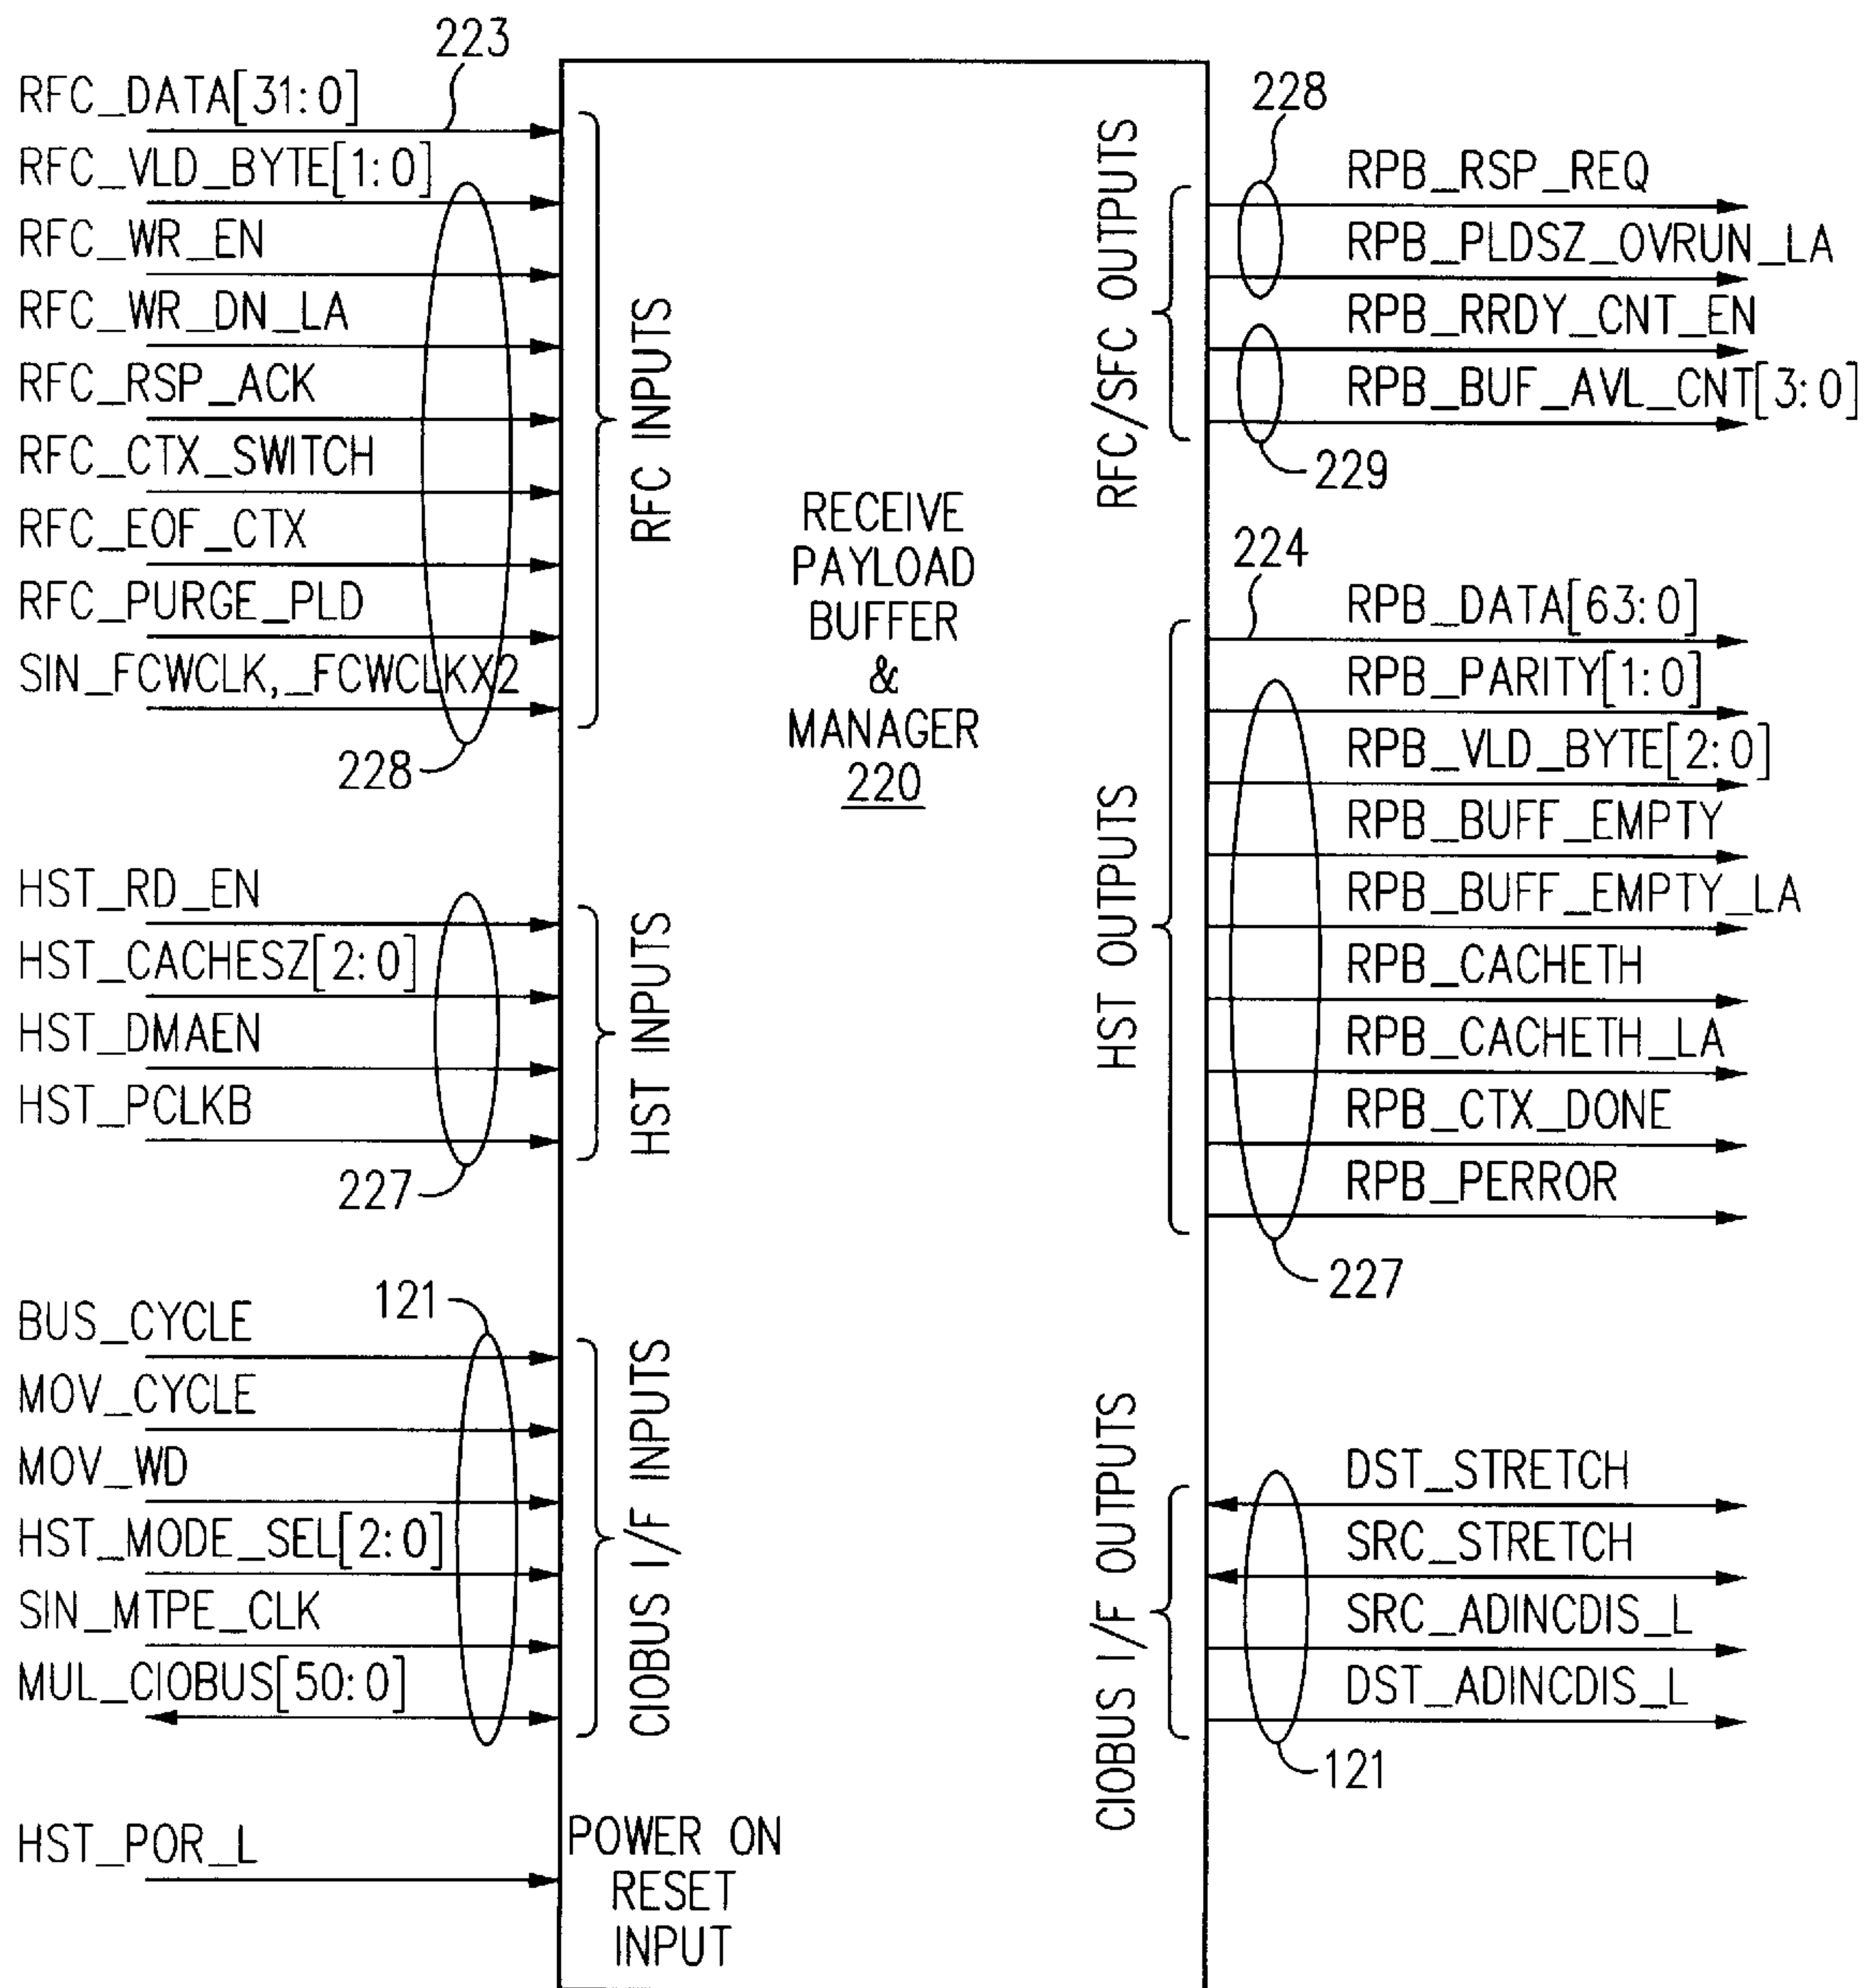 223
RFC_DATA[31:0]
RFC_VLD_BYTE[1:0]
RFC_WR_EN
RFC_WR_DN_LA
RFC_RSP_ACK
RFC_CTX_SWITCH
RFC_EOF_CTX
RFC_PURGE_PLD
SIN_FCWCLK,_FCWCLKX2
228
RFC INPUTS
HST_RD_EN
HST_CACHESZ[2:0]
HST_DMAEN
HST_PCLKB
227
HST INPUTS
121
BUS_CYCLE
MOV_CYCLE
MOV_WD
HST_MODE_SEL[2:0]
SIN_MTPE_CLK
MUL_CIOBUS[50:0]
CIOBUS I/F INPUTS
HST_POR_L
POWER ON
RESET
INPUT
RECEIVE
PAYLOAD
BUFFER
&
MANAGER
220
RFC/SFC OUTPUTS
228
RPB_RSP_REQ
RPB_PLDSZ_OVRUN_LA
RPB_RRDY_CNT_EN
RPB_BUF_AVL_CNT[3:0]
229
HST OUTPUTS
224
RPB_DATA[63:0]
RPB_PARITY[1:0]
RPB_VLD_BYTE[2:0]
RPB_BUFF_EMPTY
RPB_BUFF_EMPTY_LA
RPB_CACHETH
RPB_CACHETH_LA
RPB_CTX_DONE
RPB_PERROR
227
CIOBUS I/F OUTPUTS
DST_STRETCH
SRC_STRETCH
SRC_ADINCDIS_L
DST_ADINCDIS_L
121